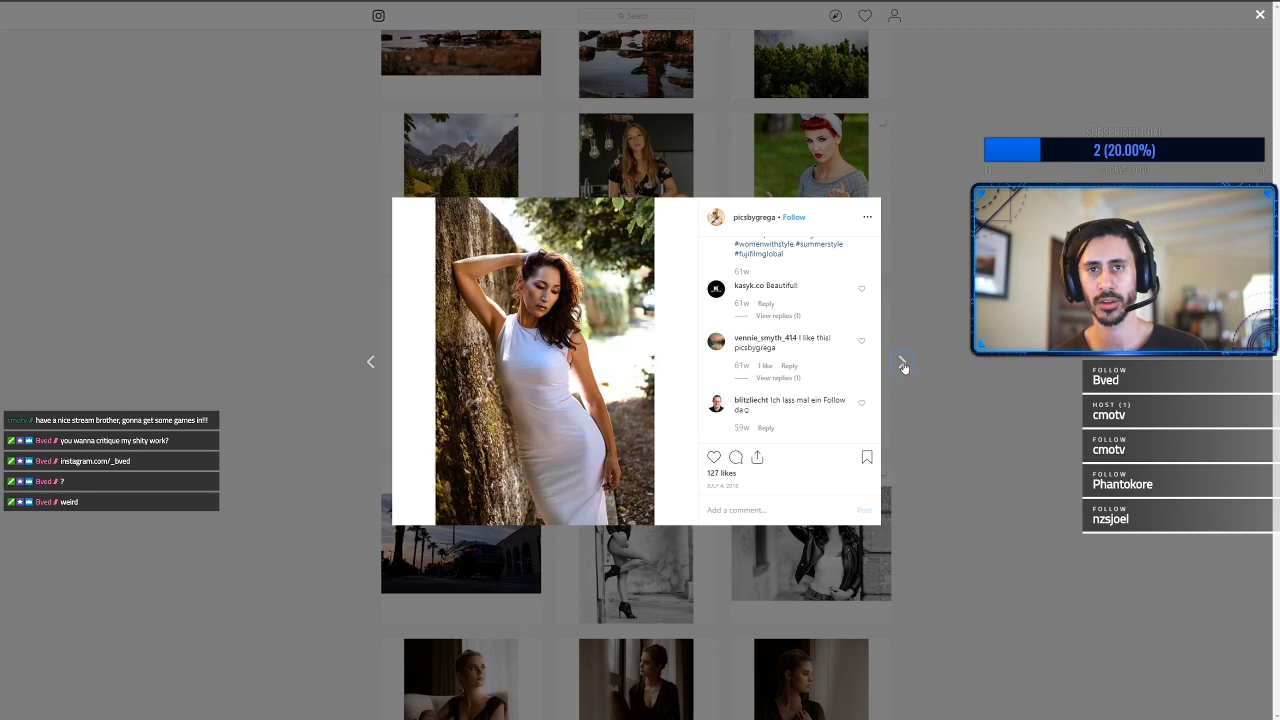 Search
SUBSCRIBER GOAL
2 (20.00%)
picsbygrega • Follow
#womenwithstyle #summerstyle
#fujifilmglobal
61w
kasyk.co Beautiful!
61w Reply
View replies (1)
vennie_smyth_414 I like this!
picsbygrega
61w 1 like Reply
View replies (1)
blitzliecht Ich lass mal ein Follow
da☺
59w Reply
127 likes
JULY 4, 2018
Add a comment...
Post
cmotv // have a nice stream brother, gonna get some games in!!!
Bved // you wanna critique my shity work?
Bved // instagram.com/_bved
Bved // ?
Bved // weird
FOLLOW
Bved
HOST (1)
cmotv
FOLLOW
cmotv
FOLLOW
Phantokore
FOLLOW
nzsjoel